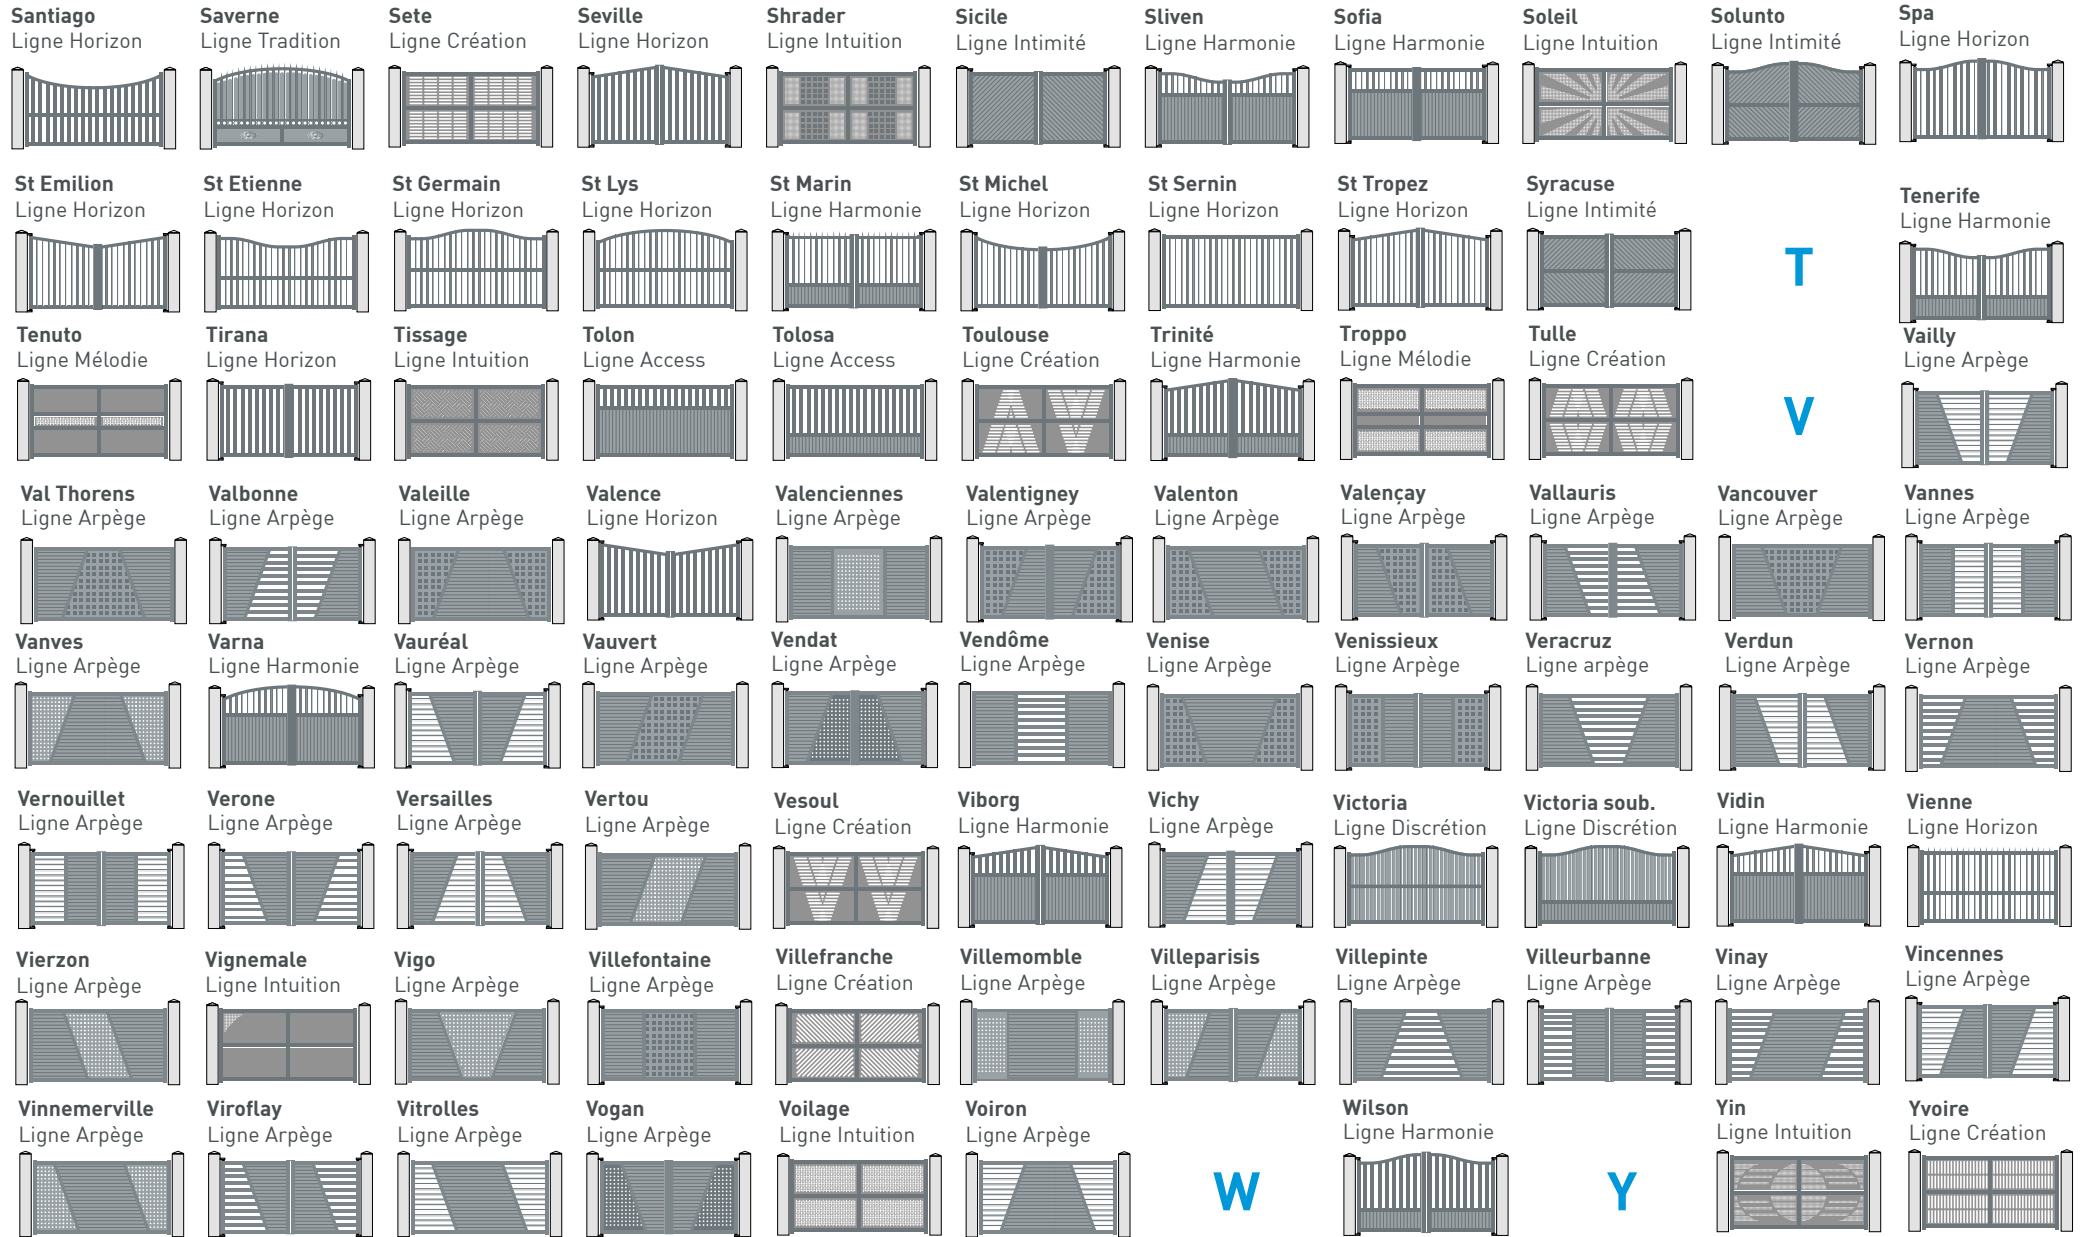 Santiago
Ligne Horizon
Saverne
Ligne Tradition
Sete
Ligne Création
Seville
Ligne Horizon
Shrader
Ligne Intuition
Sicile
Ligne Intimité
Sliven
Ligne Harmonie
Sofia
Ligne Harmonie
Soleil
Ligne Intuition
Solunto
Ligne Intimité
Spa
Ligne Horizon
St Emilion
Ligne Horizon
St Etienne
Ligne Horizon
St Germain
Ligne Horizon
St Lys
Ligne Horizon
St Marin
Ligne Harmonie
St Michel
Ligne Horizon
St Sernin
Ligne Horizon
St Tropez
Ligne Horizon
Syracuse
Ligne Intimité
T
Tenerife
Ligne Harmonie
Tenuto
Ligne Mélodie
Tirana
Ligne Horizon
Tissage
Ligne Intuition
Tolon
Ligne Access
Tolosa
Ligne Access
Toulouse
Ligne Création
Trinité
Ligne Harmonie
Troppo
Ligne Mélodie
Tulle
Ligne Création
V
Vailly
Ligne Arpège
Val Thorens
Ligne Arpège
Valbonne
Ligne Arpège
Valeille
Ligne Arpège
Valence
Ligne Horizon
Valenciennes
Ligne Arpège
Valentigney
Ligne Arpège
Valenton
Ligne Arpège
Valençay
Ligne Arpège
Vallauris
Ligne Arpège
Vancouver
Ligne Arpège
Vannes
Ligne Arpège
Vanves
Ligne Arpège
Varna
Ligne Harmonie
Vauréal
Ligne Arpège
Vauvert
Ligne Arpège
Vendat
Ligne Arpège
Vendôme
Ligne Arpège
Venise
Ligne Arpège
Venissieux
Ligne Arpège
Veracruz
Ligne arpège
Verdun
Ligne Arpège
Vernon
Ligne Arpège
Vernouillet
Ligne Arpège
Verone
Ligne Arpège
Versailles
Ligne Arpège
Vertou
Ligne Arpège
Vesoul
Ligne Création
Viborg
Ligne Harmonie
Vichy
Ligne Arpège
Victoria
Ligne Discrétion
Victoria soub.
Ligne Discrétion
Vidin
Ligne Harmonie
Vienne
Ligne Horizon
Vierzon
Ligne Arpège
Vignemale
Ligne Intuition
Vigo
Ligne Arpège
Villefontaine
Ligne Arpège
Villefranche
Ligne Création
Villemomble
Ligne Arpège
Villeparisis
Ligne Arpège
Villepinte
Ligne Arpège
Villeurbanne
Ligne Arpège
Vinay
Ligne Arpège
Vincennes
Ligne Arpège
Vinnemerville
Ligne Arpège
Viroflay
Ligne Arpège
Vitrolles
Ligne Arpège
Vogan
Ligne Arpège
Voilage
Ligne Intuition
Voiron
Ligne Arpège
W
Wilson
Ligne Harmonie
Y
Yin
Ligne Intuition
Yvoire
Ligne Création